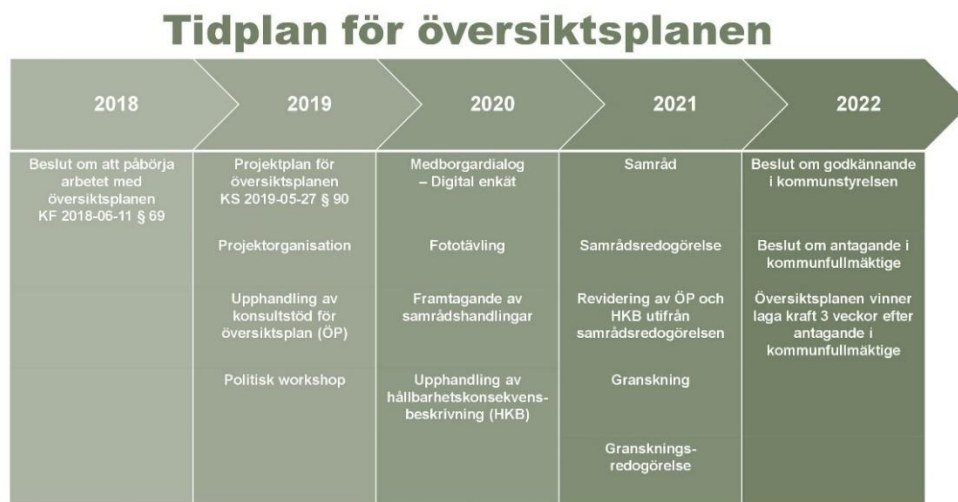 Tidplan för översiktsplanen
2018
2019
2020
2021
2022
Beslut om att påbörja
arbetet med
översiktsplanen
KF 2018-06-11 § 69
Projektplan för
översiktsplanen
KS 2019-05-27 § 90
Projektorganisation
Upphandling av
konsultstöd för
översiktsplan (ÖP)
Politisk workshop
Medborgardialog
– Digital enkät
Fototävling
Framtagande av
samrådshandlingar
Upphandling av
hållbarhetskonsekvens-
beskrivning (HKB)
Samråd
Samrådsredogörelse
Revidering av ÖP och
HKB utifrån
samrådsredogörelsen
Granskning
Gransknings-
redogörelse
Beslut om godkännande
i kommunstyrelsen
Beslut om antagande i
kommunfullmäktige
Översiktsplanen vinner
laga kraft 3 veckor efter
antagande i
kommunfullmäktige